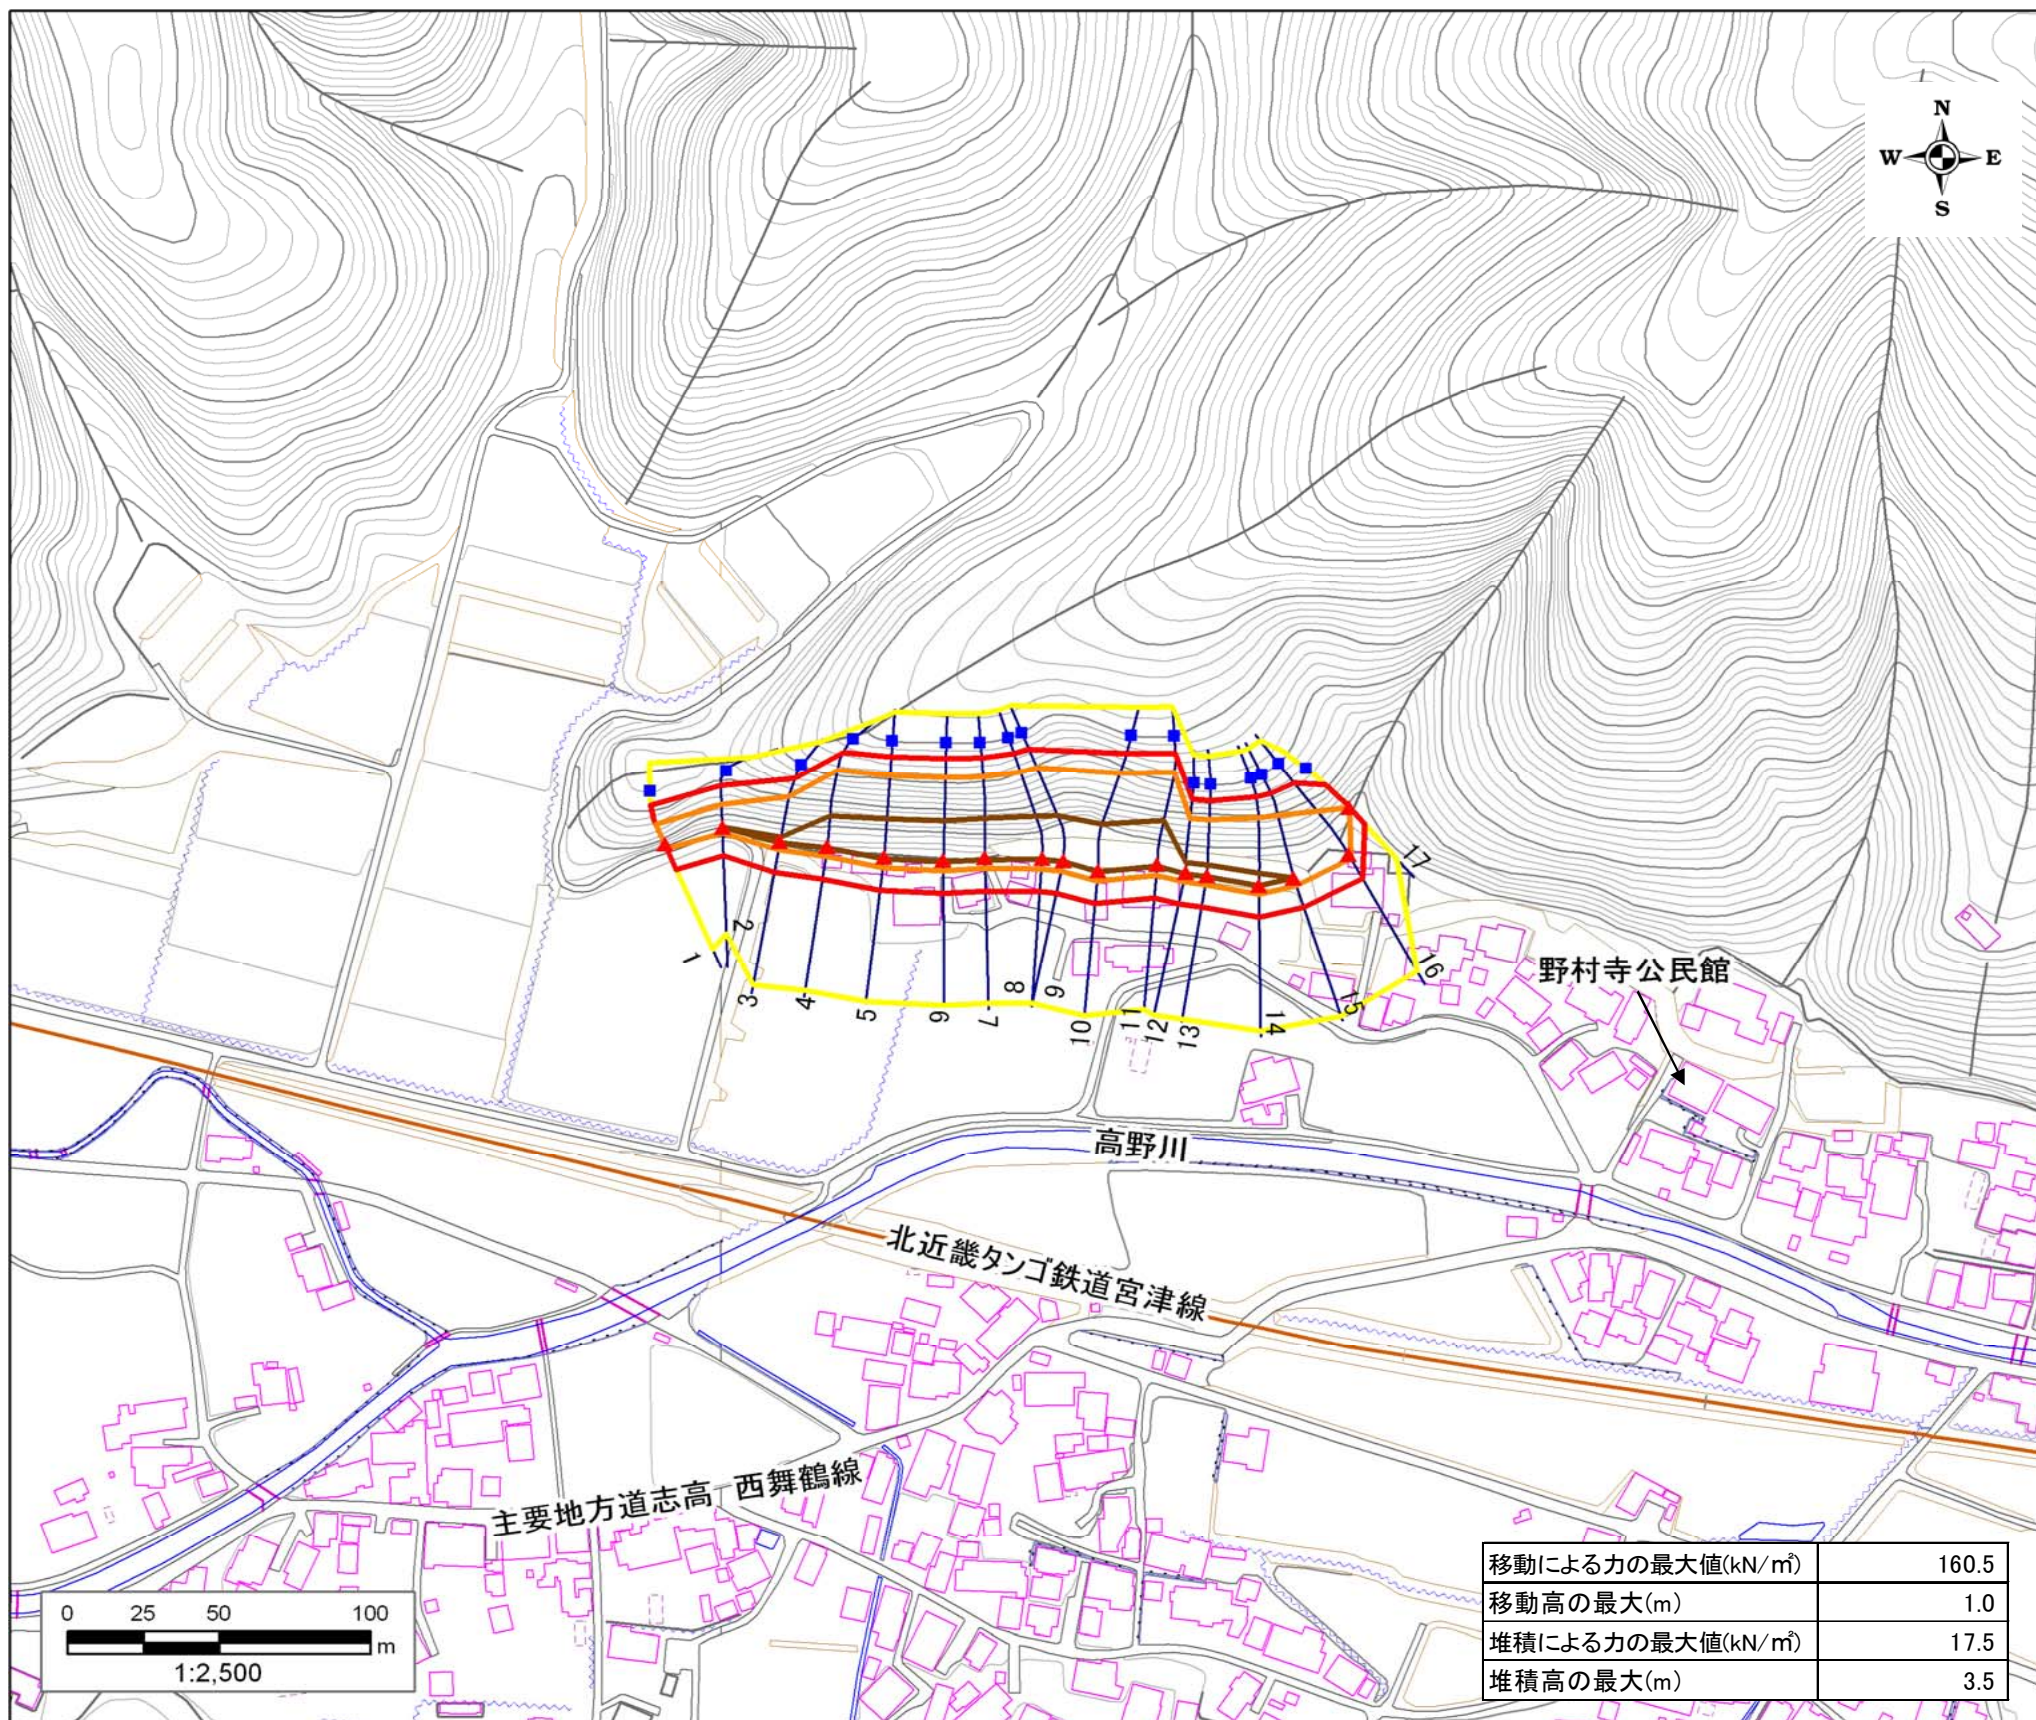 N
W E
S
1
2
3
4
5
6
7
8
9
10
11
12
13
14
15
16
17
野村寺公民館
高野川
北近畿タンゴ鉄道宮津線
主要地方道志高 西舞鶴線
0 25 50 100
m
1:2,500
移動による力の最大値(kN/㎡) 160.5
移動高の最大(m) 1.0
堆積による力の最大値(kN/㎡) 17.5
堆積高の最大(m) 3.5